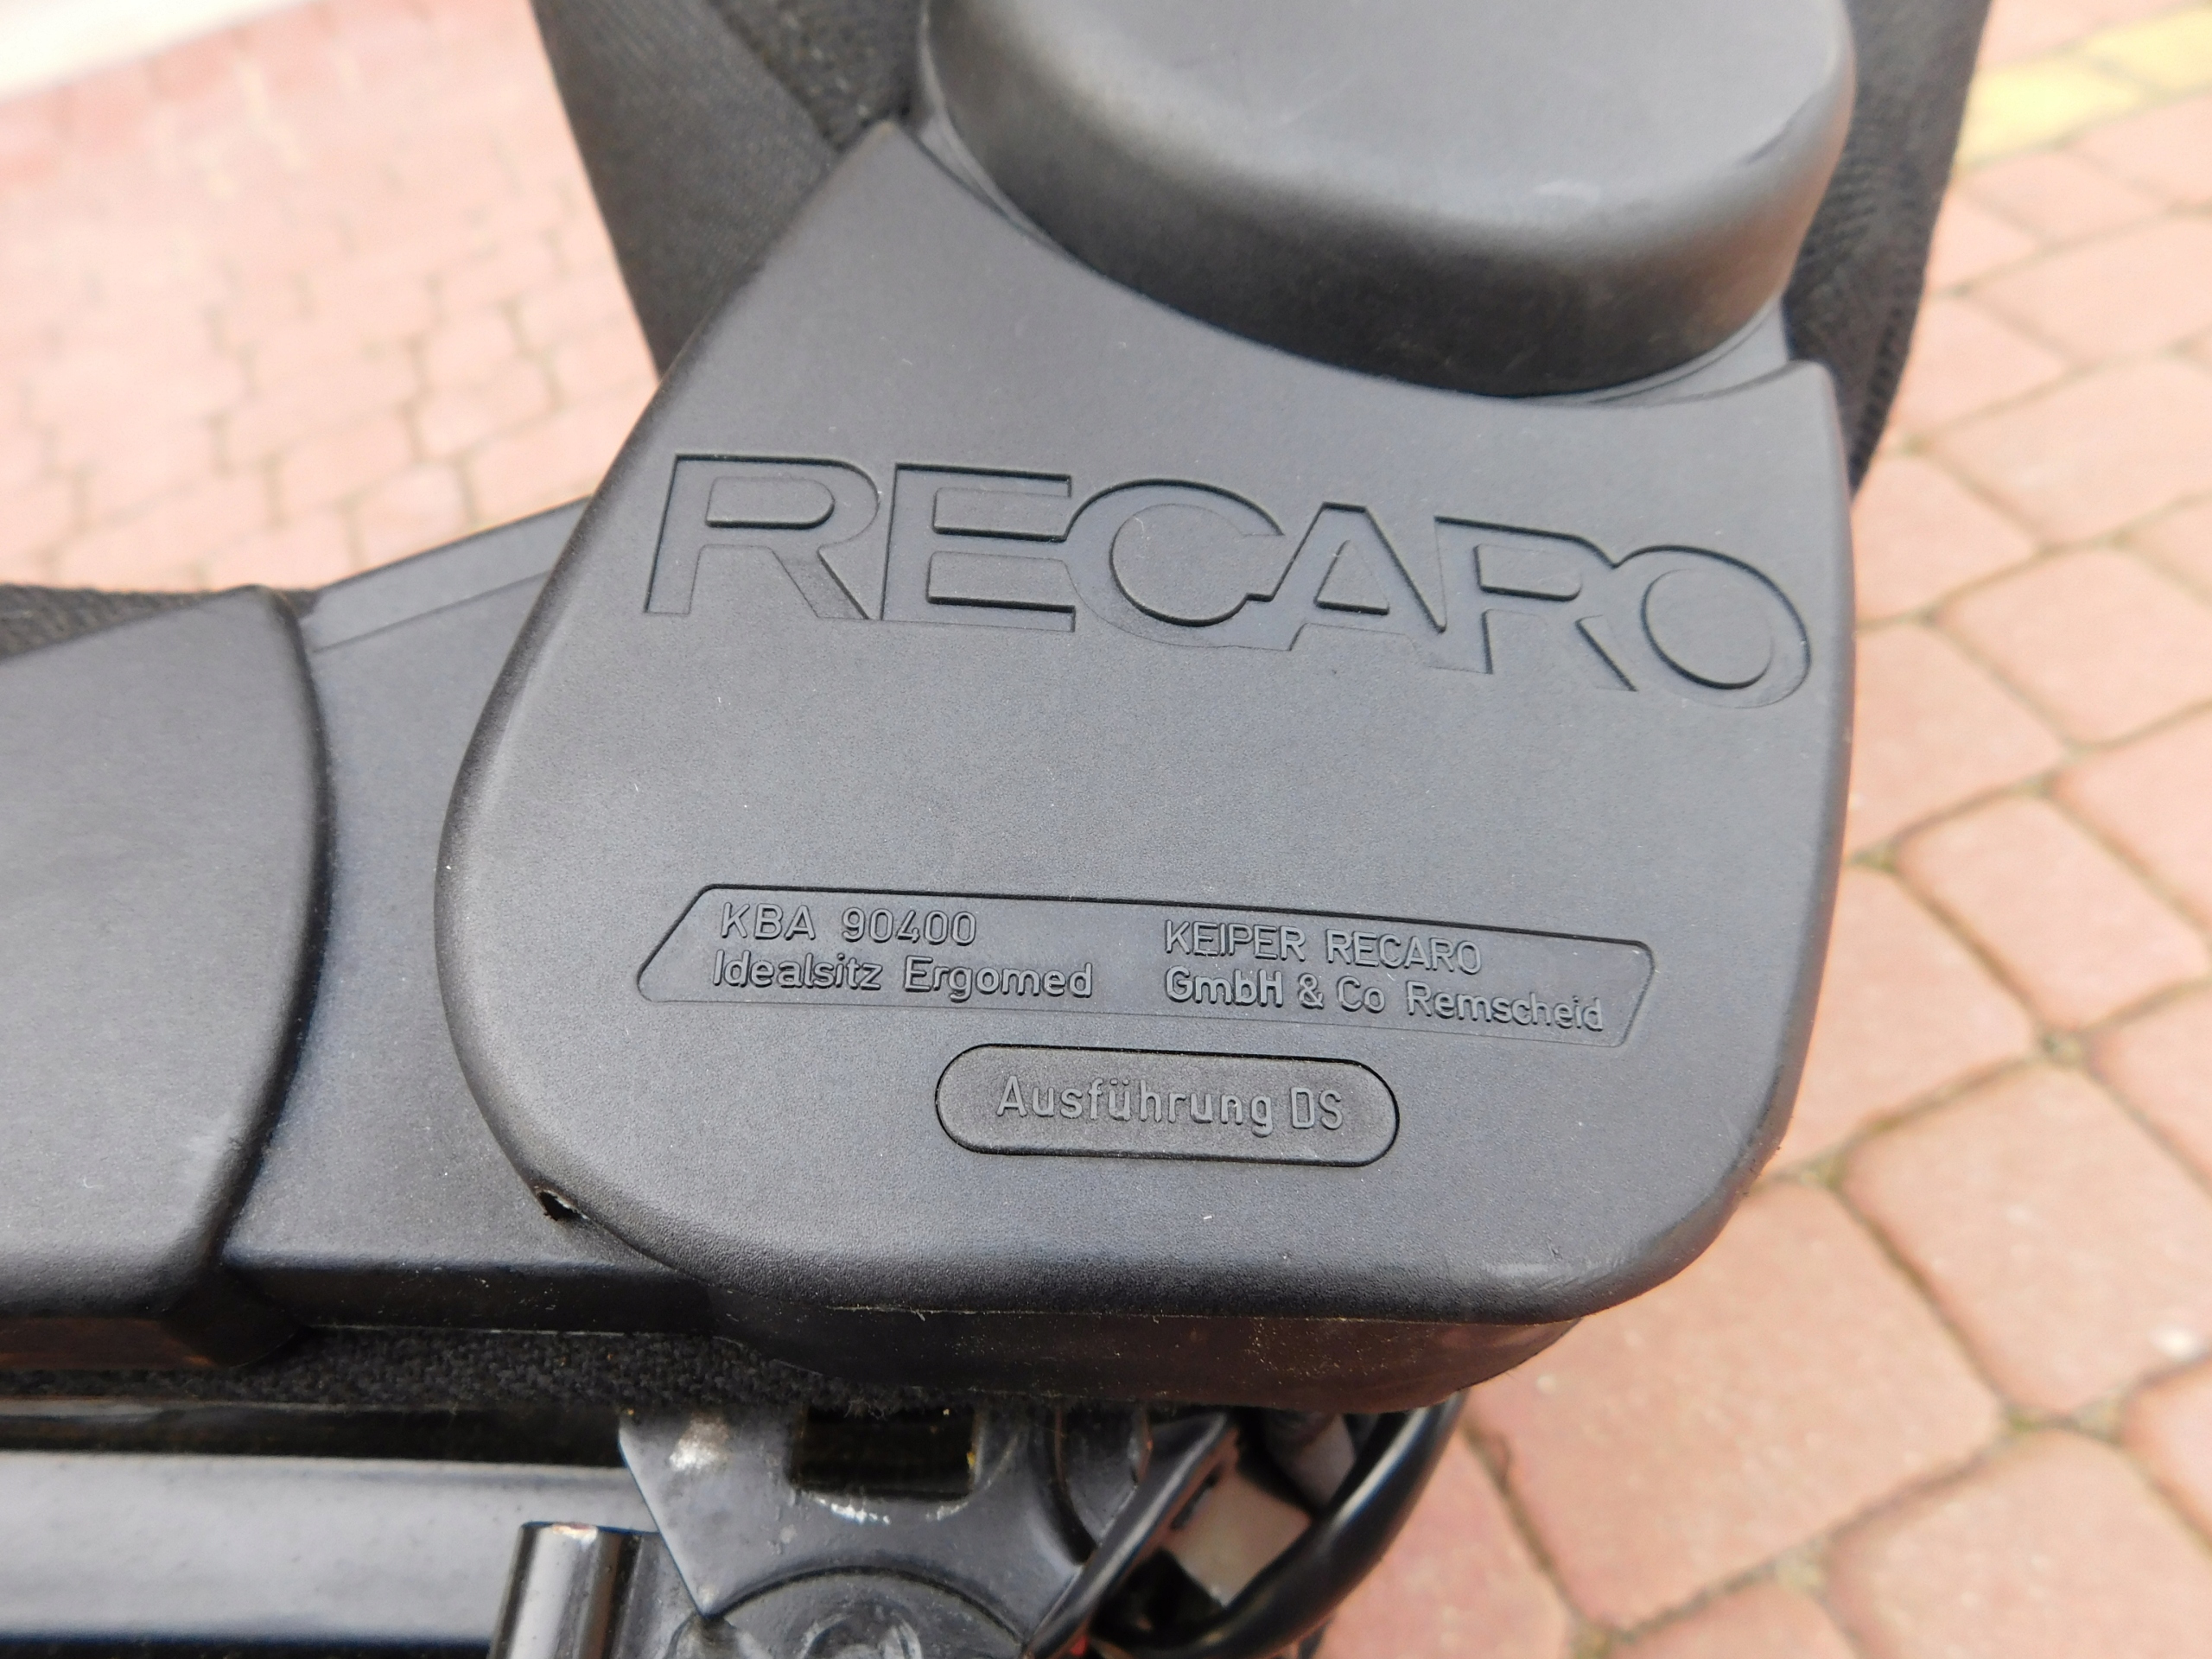 RECARO
KBA 90400
Idealsitz Ergomed
KEIPER RECARO
GmbH & Co Remscheid
Ausführung DS